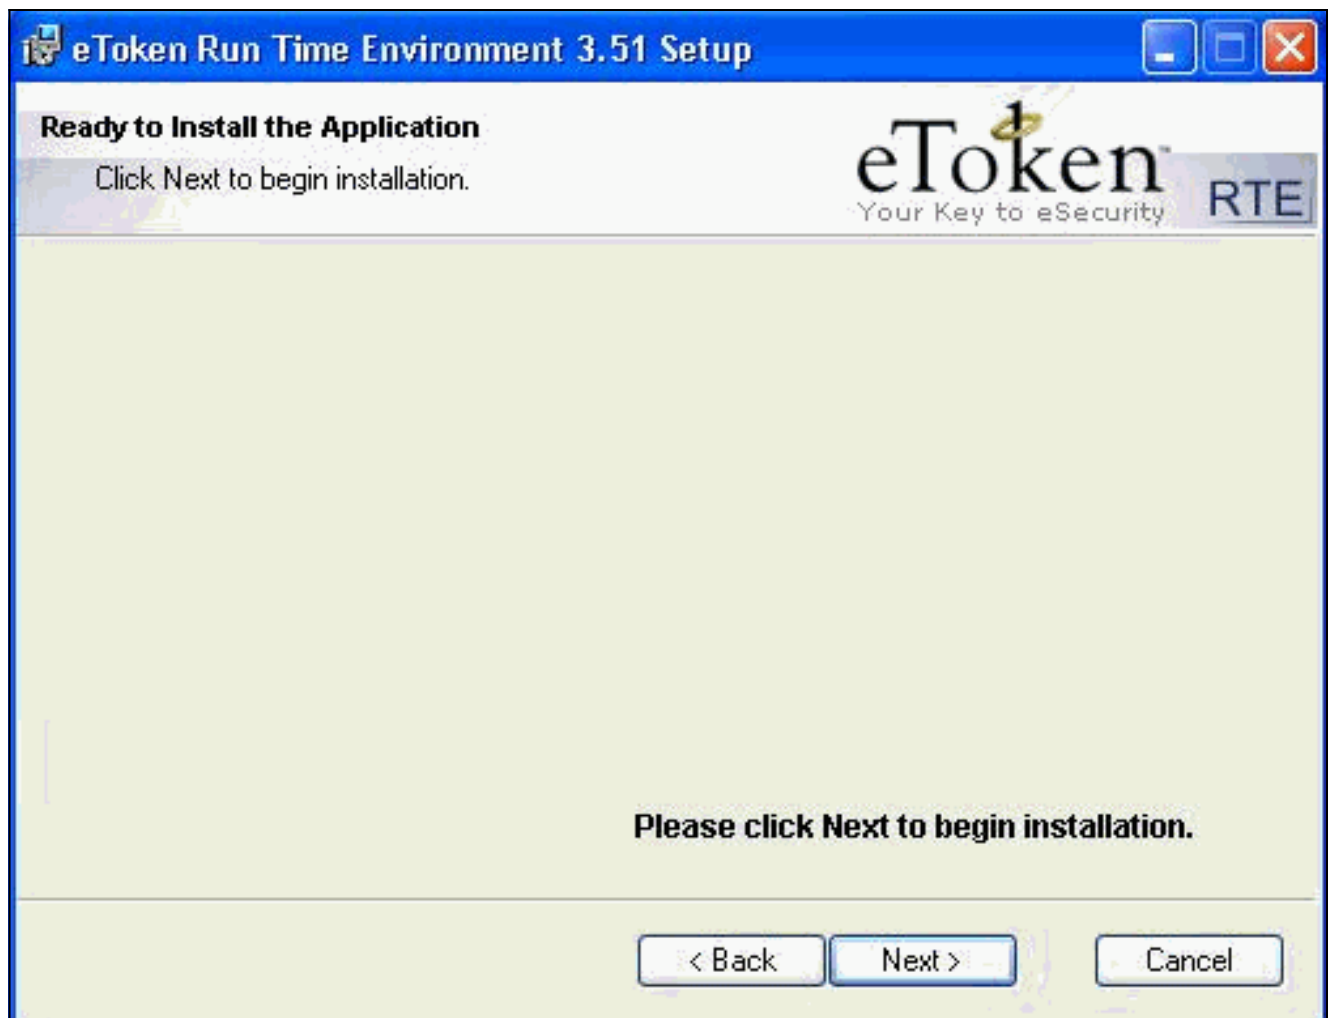 eToken Run Time Environment 3.51 Setup
Ready to Install the Application
Click Next to begin installation.
eToken™
Your Key to eSecurity
RTE
Please click Next to begin installation.
< Back
Next >
Cancel